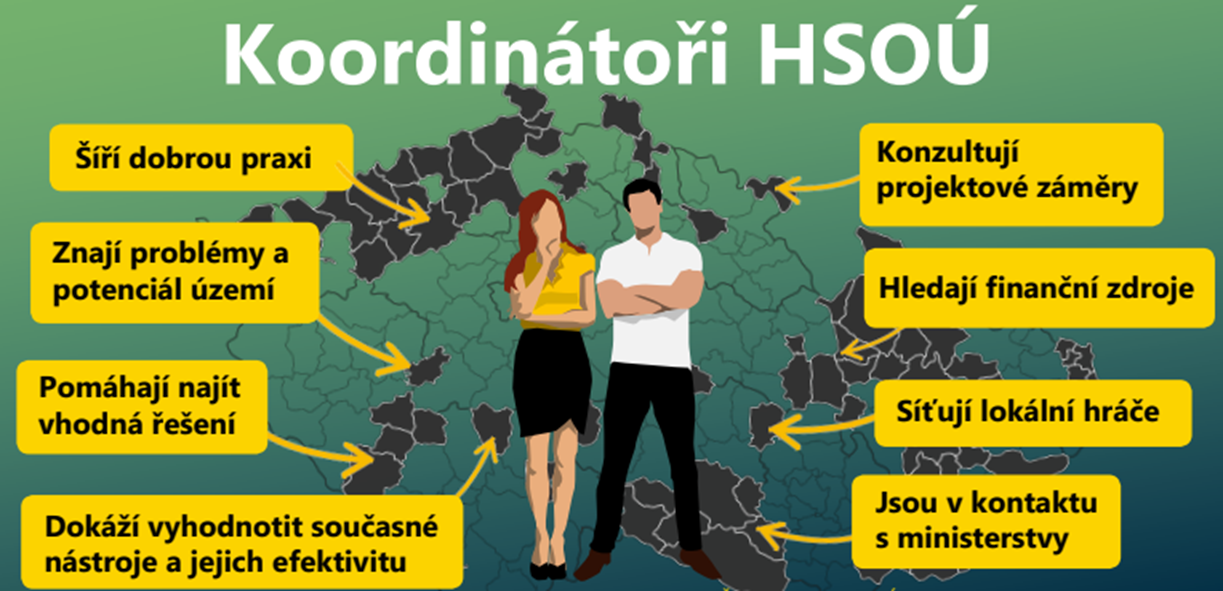 Koordinátoři HSOÚ
Šíří dobrou praxi
Znají problémy a
potenciál území
Pomáhají najít
vhodná řešení
Dokáží vyhodnotit současné
nástroje a jejich efektivitu
Konzultují
projektové záměry
Hledají finanční zdroje
Síťují lokální hráče
Jsou v kontaktu
s ministerstvy